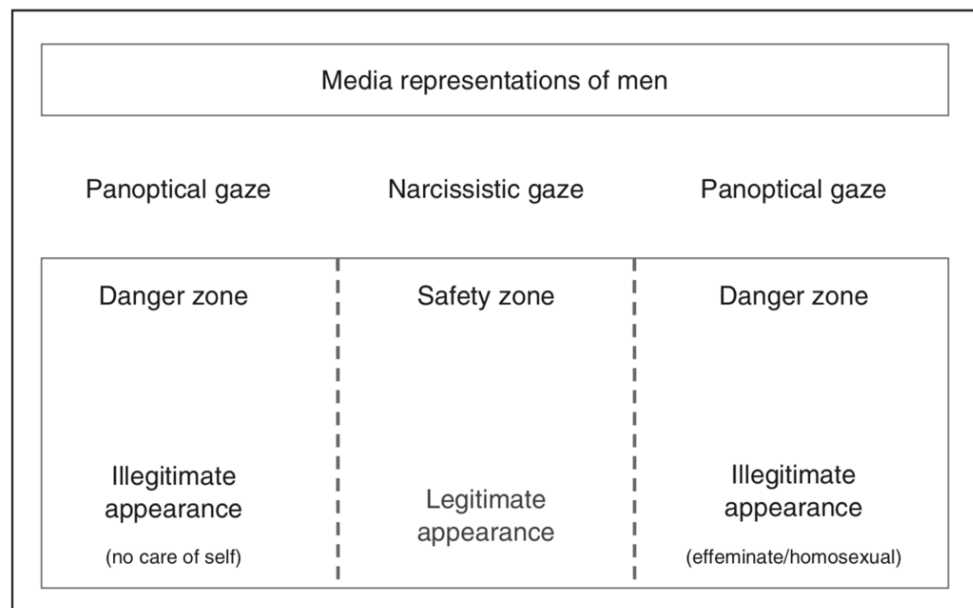 Media representations of men
Panoptical gaze
Narcissistic gaze
Panoptical gaze
Danger zone
Safety zone
Danger zone
Illegitimate
appearance
(no care of self)
Legitimate
appearance
Illegitimate
appearance
(effeminate/homosexual)